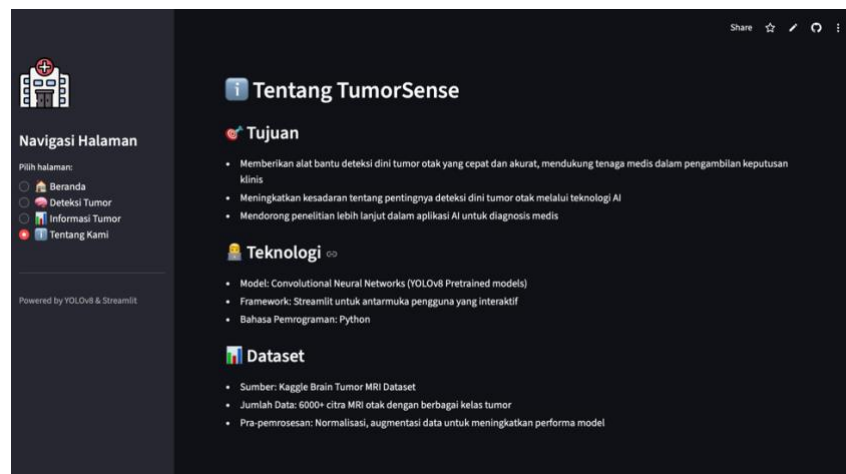 Share
Navigasi Halaman
Pilih halaman:
Beranda
Deteksi Tumor
Informasi Tumor
Tentang Kami
Powered by YOLOv8 & Streamlit
Tentang TumorSense
Tujuan
• Memberikan alat bantu deteksi dini tumor otak yang cepat dan akurat, mendukung tenaga medis dalam pengambilan keputusan
klinis
• Meningkatkan kesadaran tentang pentingnya deteksi dini tumor otak melalui teknologi AI
• Mendorong penelitian lebih lanjut dalam aplikasi AI untuk diagnosis medis
Teknologi
• Model: Convolutional Neural Networks (YOLOv8 Pretrained models)
• Framework: Streamlit untuk antarmuka pengguna yang interaktif
• Bahasa Pemrograman: Python
Dataset
• Sumber: Kaggle Brain Tumor MRI Dataset
• Jumlah Data: 6000+ citra MRI otak dengan berbagai kelas tumor
• Pra-pemrosesan: Normalisasi, augmentasi data untuk meningkatkan performa model